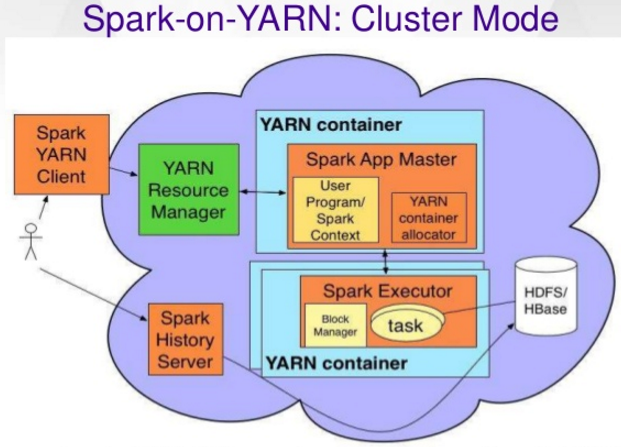 Spark-on-YARN: Cluster Mode
Spark
YARN
Client
YARN
Resource
Manager
YARN container
Spark App Master
User
Program/
Spark
Context
YARN
container
allocator
Spark Executor
Block
Manager
task
YARN container
HDFS/
HBase
Spark
History
Server